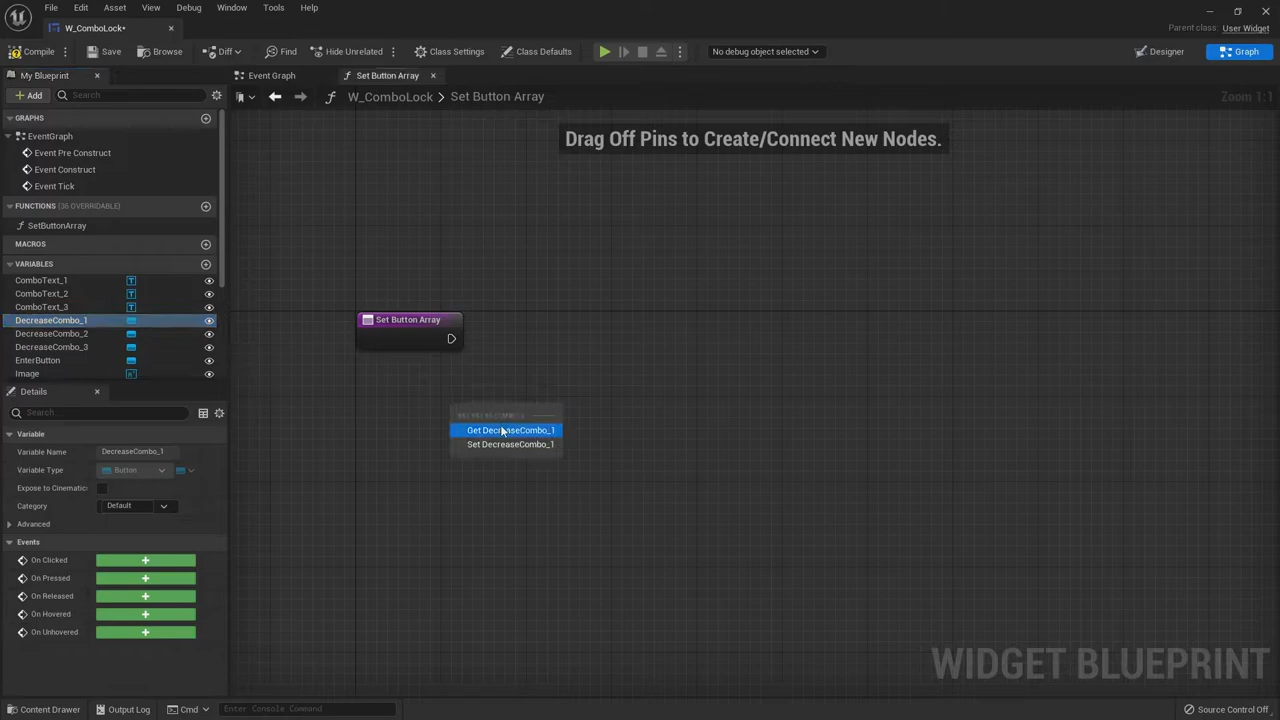 File Edit Asset View Debug Window Tools Help
W_ComboLock•
Parent class: User Widget
Compile Save Browse Diff Find Hide Unrelated Class Settings Class Defaults No debug object selected Designer Graph
My Blueprint Event Graph Set Button Array
Add Search W_ComboLock > Set Button Array Zoom 1:1
GRAPHS
EventGraph
Event Pre Construct
Event Construct
Event Tick
FUNCTIONS (36 OVERRIDABLE)
SetButtonArray
MACROS
VARIABLES
ComboText_1
ComboText_2
ComboText_3
DecreaseCombo_1
DecreaseCombo_2
DecreaseCombo_3
EnterButton
Image
Details
Search
Variable
Variable Name DecreaseCombo_1
Variable Type Button
Expose to Cinematic
Category Default
Advanced
Events
On Clicked
On Pressed
On Released
On Hovered
On Unhovered
Drag Off Pins to Create/Connect New Nodes.
Set Button Array
Get DecreaseCombo_1
Set DecreaseCombo_1
WIDGET BLUEPRINT
Content Drawer Output Log Cmd Enter Console Command Source Control Off